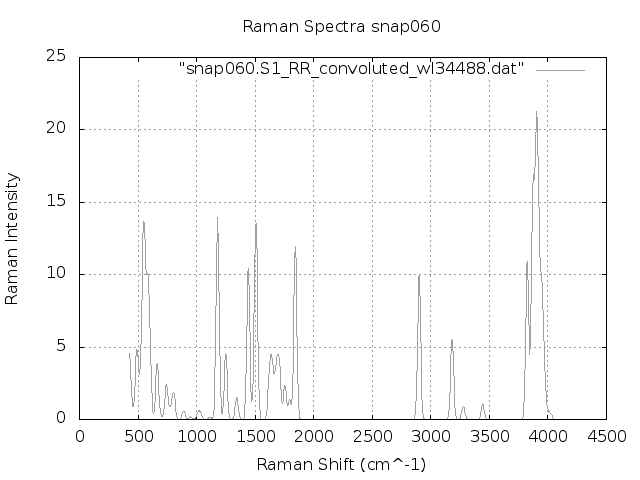 Raman Spectra snap060
"snap060.S1_RR_convoluted_wl34488.dat"
25
20
15
10
5
0
Raman Intensity
0 500 1000 1500 2000 2500 3000 3500 4000 4500
Raman Shift (cm^-1)